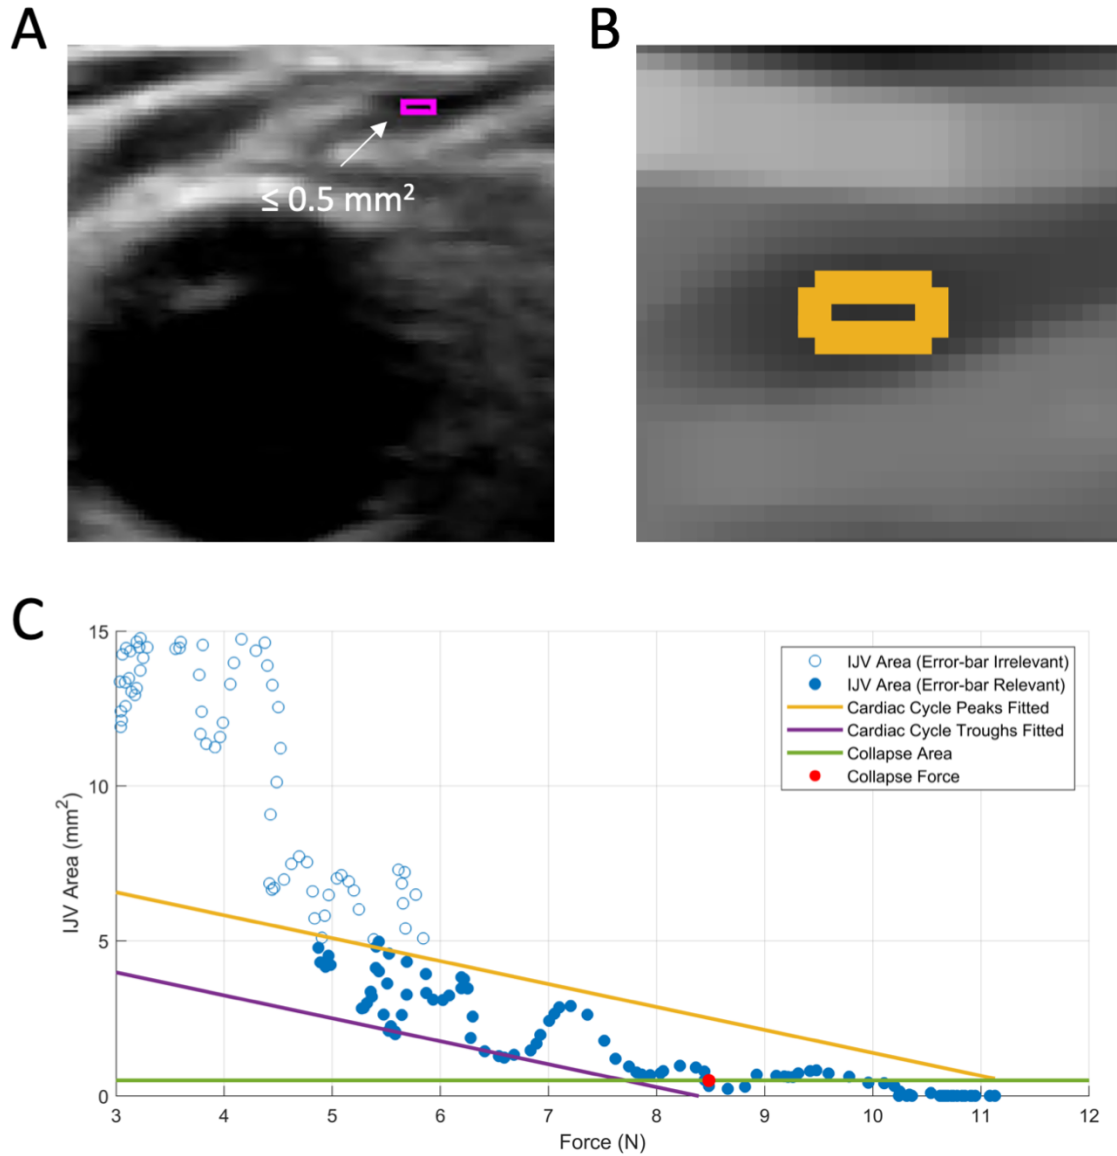 A
B
≤ 0.5 mm²
C
IJV Area (mm²)
15
10
5
0
IJV Area (Error-bar Irrelevant)
IJV Area (Error-bar Relevant)
Cardiac Cycle Peaks Fitted
Cardiac Cycle Troughs Fitted
Collapse Area
Collapse Force
3 4 5 6 7 8 9 10 11 12
Force (N)